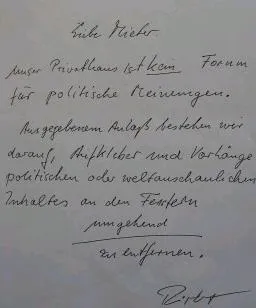 Liebe Mieter
unser Privathaus ist kein Forum
für politische Meinungen.
Aus gegebenem Anlaß bestehen wir
darauf, Aufkleber und Vorhänge
politischen oder weltanschaulichen
Inhaltes an den Fenstern
umgehend
zu entfernen.